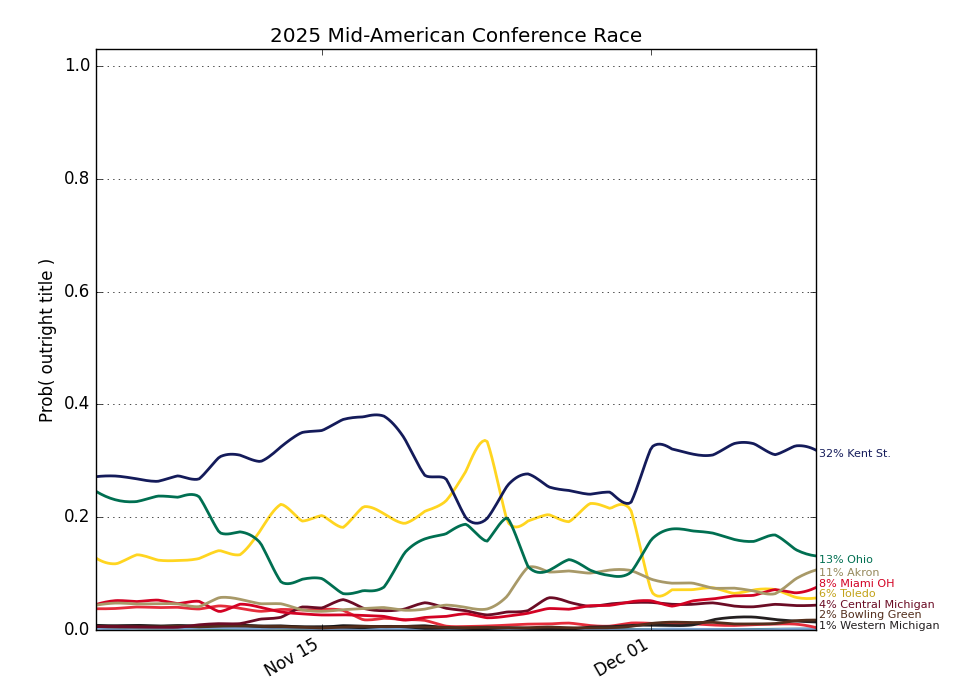 2025 Mid-American Conference Race
Prob( outright title )
1.0
0.8
0.6
0.4
0.2
0.0
Nov 15
Dec 01
32% Kent St.
13% Ohio
11% Akron
8% Miami OH
6% Toledo
4% Central Michigan
2% Bowling Green
1% Western Michigan